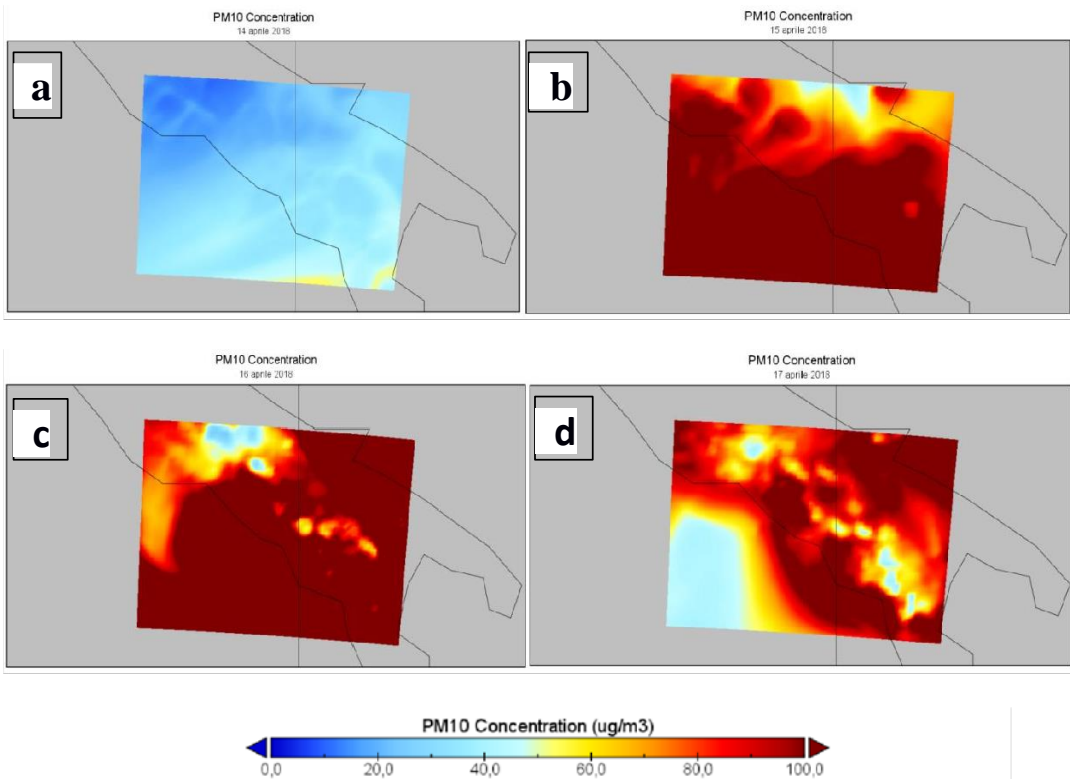 PM10 Concentration
14 aprile 2018
a
PM10 Concentration
15 aprile 2018
b
PM10 Concentration
16 aprile 2018
c
PM10 Concentration
17 aprile 2018
d
PM10 Concentration (ug/m3)
0,0 20,0 40,0 60,0 80,0 100,0